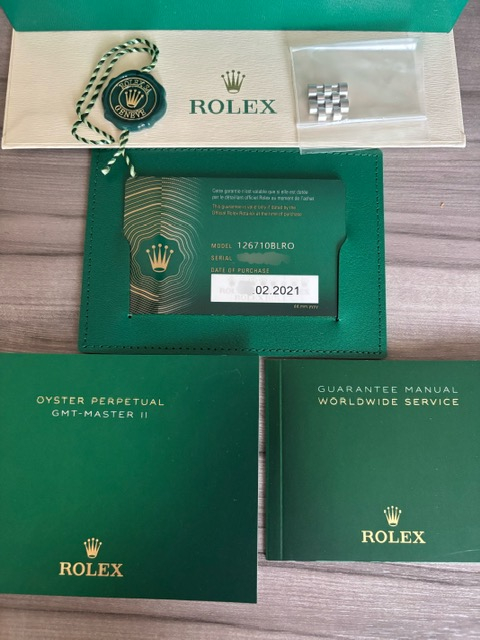 ROLEX
GENEVE
ROLEX
Cette garantie n'est valable que si elle est datée
par le détaillant officiel Rolex au moment de l'achat
This guarantee is valid only if dated by the
Official Rolex Retailer at the time of purchase.
MODEL 126710BLRO
SERIAL
DATE OF PURCHASE
.02.2021
OYSTER PERPETUAL
GMT-MASTER II
ROLEX
GUARANTEE MANUAL
WORLDWIDE SERVICE
ROLEX